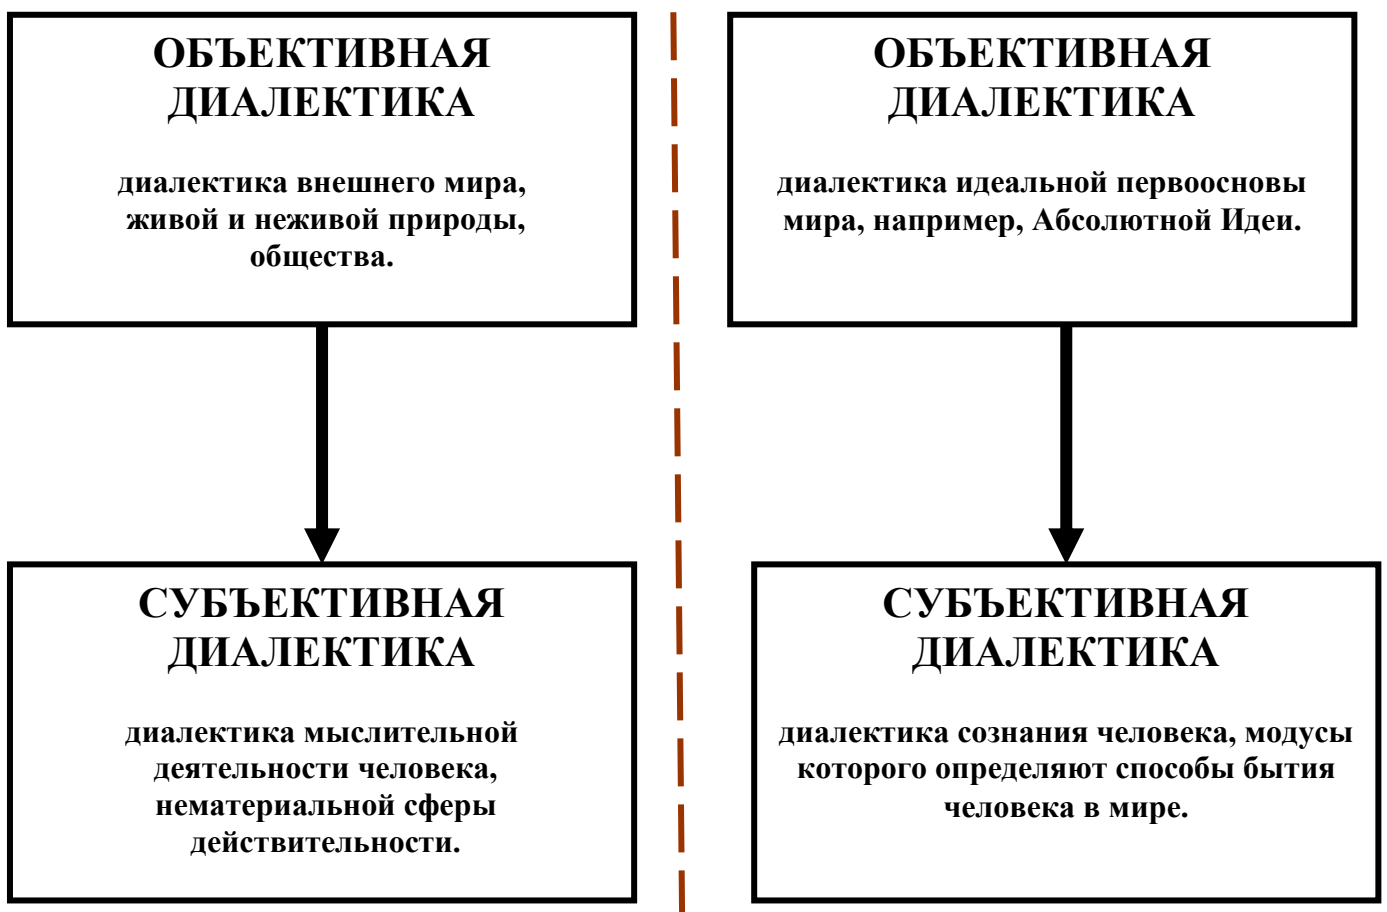 ОБЪЕКТИВНАЯ
ДИАЛЕКТИКА
диалектика внешнего мира,
живой и неживой природы,
общества.
ОБЪЕКТИВНАЯ
ДИАЛЕКТИКА
диалектика идеальной первоосновы
мира, например, Абсолютной Идеи.
СУБЪЕКТИВНАЯ
ДИАЛЕКТИКА
диалектика мыслительной
деятельности человека,
нематериальной сферы
действительности.
СУБЪЕКТИВНАЯ
ДИАЛЕКТИКА
диалектика сознания человека, модусы
которого определяют способы бытия
человека в мире.